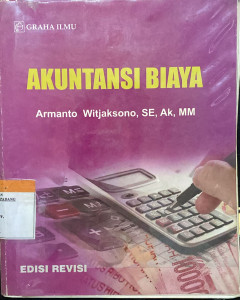 GRAHA ILMU
AKUNTANSI BIAYA
Armanto Witjaksono, SE, Ak, MM
EDISI REVISI